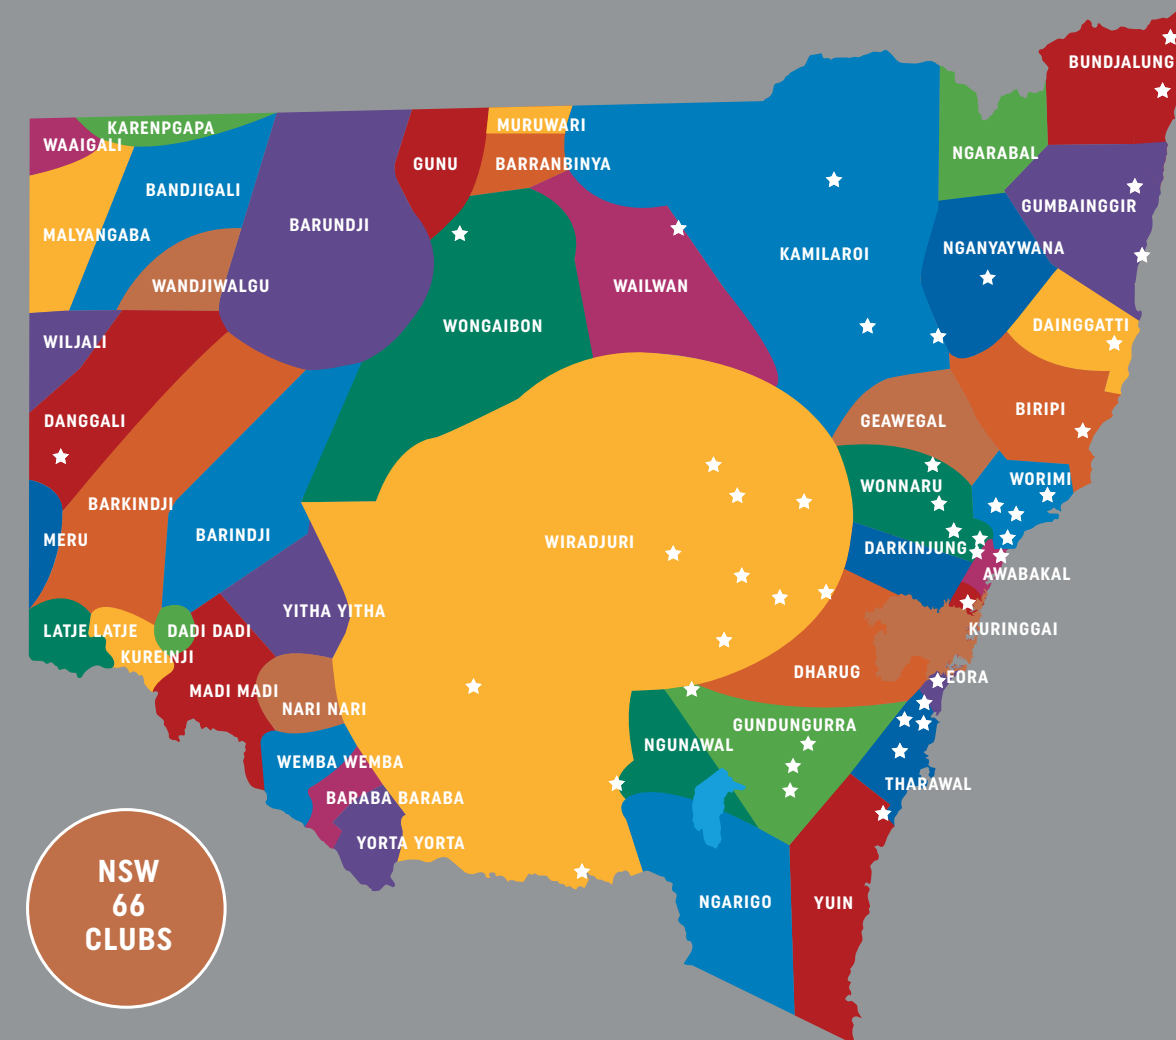 BUNDJALUNG
KARENPGAPA
MURUWARI
WAAIGALI
NGARABAL
GUNU
BARRANBINYA
BANDJIGALI
GUMBAINGGIR
BARUNDJI
MALYANGABA
NGANYAYWANA
KAMILAROI
WANDJIWALGU
WAILWAN
WONGAIBON
DAINGGATTI
WILJALI
BIRIPI
DANGGALI
GEAWEGAL
WORIMI
WONNARU
BARKINDJI
BARINDJI
MERU
WIRADJURI
DARKINJUNG
AWABAKAL
YITHA YITHA
LATJE LATJE
DADI DADI
KURINGGAI
KUREINJI
DHARUG
EORA
MADI MADI
NARI NARI
GUNDUNGURRA
NGUNAWAL
WEMBA WEMBA
THARAWAL
BARABA BARABA
YORTA YORTA
NGARIGO
YUIN
NSW
66
CLUBS